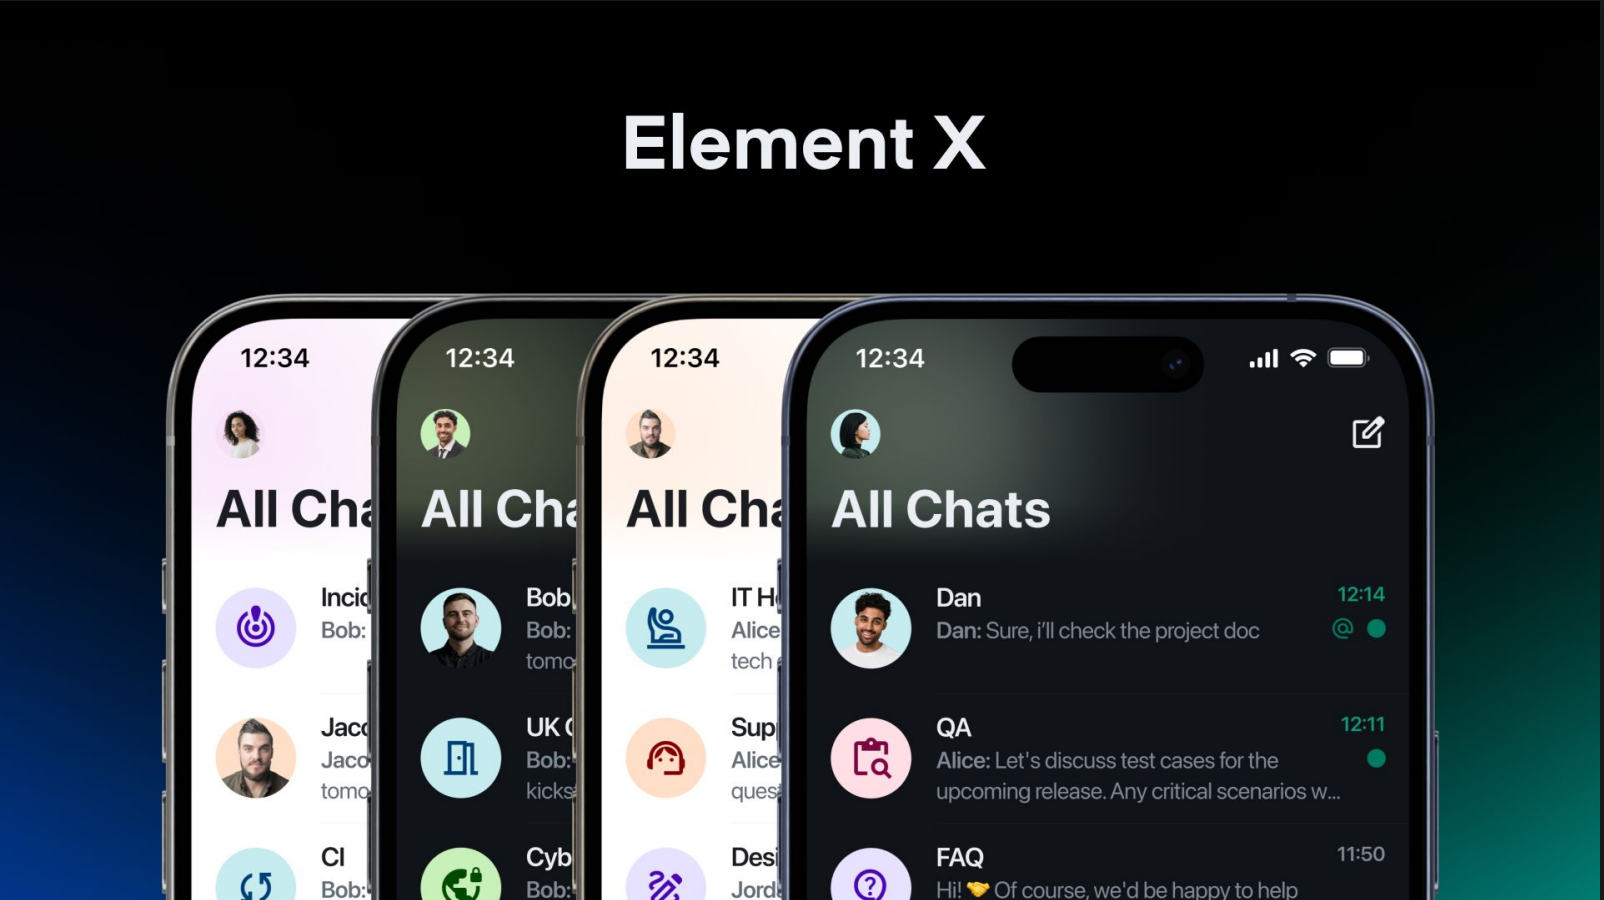 Element X
12:34
All Cha
Bob:
Jaco
tomo
CI
Bob:
12:34
All Cha
Bob
Bob:
tomo
UK
Bob:
kicks
Cyb
Bob:
12:34
All Cha
IT H
Alice
tech
Sup
Alice
ques
Desi
Jord
12:34
All Chats
Dan
12:14
Dan: Sure, i'll check the project doc
@
QA
12:11
Alice: Let's discuss test cases for the
upcoming release. Any critical scenarios w...
FAQ
11:50
Hi! 🤝 Of course, we'd be happy to help